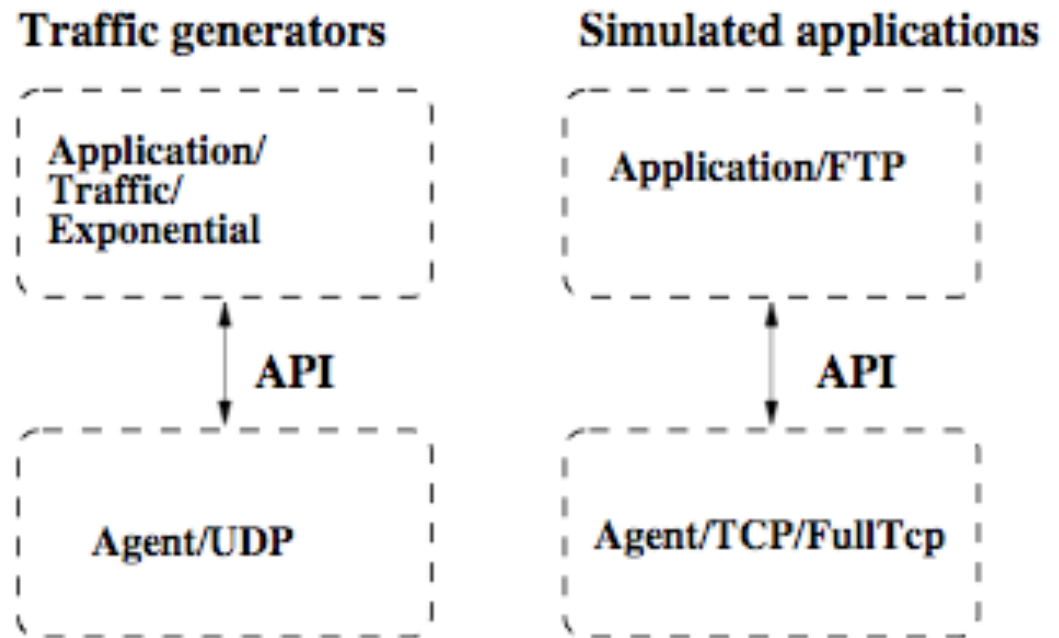 Traffic generators
Application/
Traffic/
Exponential
API
Agent/UDP
Simulated applications
Application/FTP
API
Agent/TCP/FullTcp